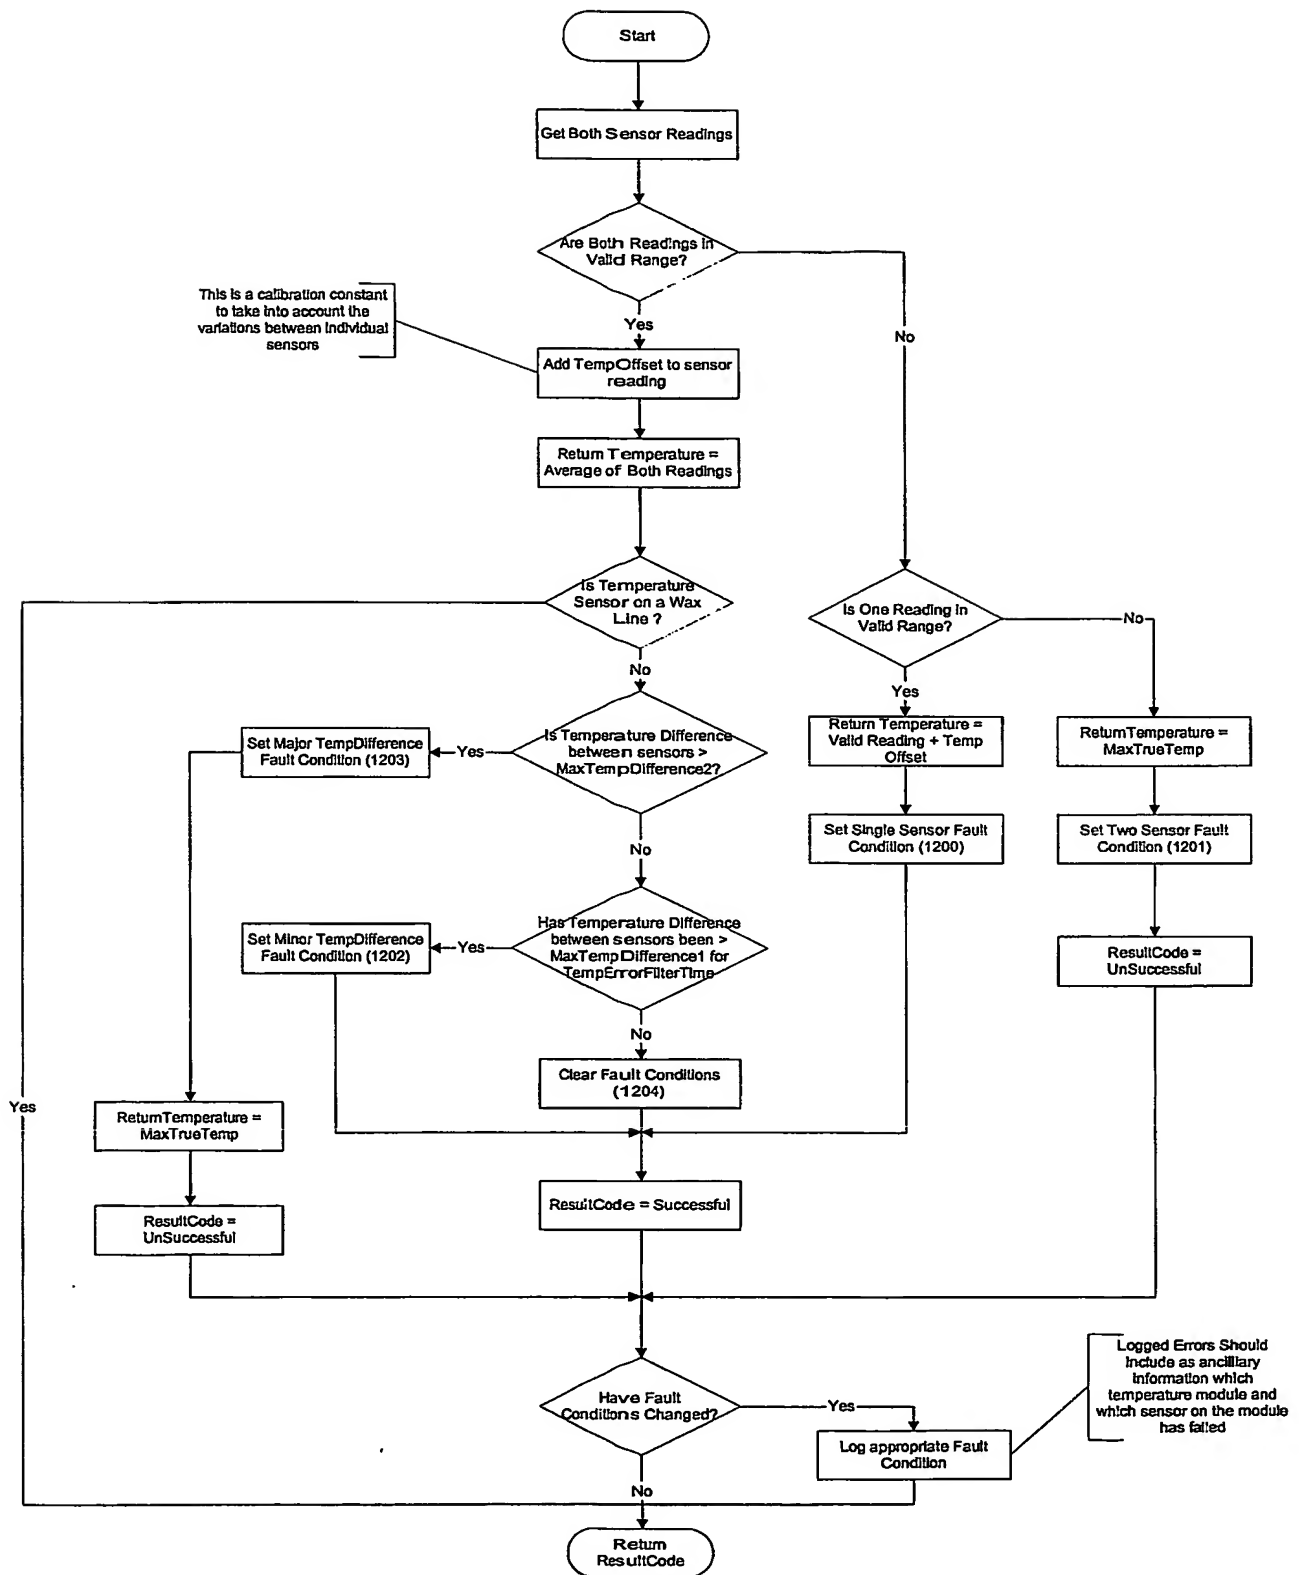 Start
Get Both Sensor Readings
Are Both Readings in
Valid Range?
This is a calibration constant
to take into account the
variations between individual
sensors
Yes
No
Add TempOffset to sensor
reading
Return Temperature =
Average of Both Readings
Is Temperature
Sensor on a Wax
Line ?
Is One Reading in
Valid Range?
No
No
Yes
Set Major TempDifference
Fault Condition (1203)
Yes
Is Temperature Difference
between sensors >
MaxTempDifference2?
Return Temperature =
Valid Reading + Temp
Offset
ReturnTemperature =
MaxTrueTemp
Set Single Sensor Fault
Condition (1200)
Set Two Sensor Fault
Condition (1201)
No
Set Minor TempDifference
Fault Condition (1202)
Yes
Has Temperature Difference
between sensors been >
MaxTempDifference1 for
TempErrorFilterTime
ResultCode =
UnSuccessful
No
Clear Fault Conditions
(1204)
Yes
ReturnTemperature =
MaxTrueTemp
ResultCode = Successful
ResultCode =
UnSuccessful
Have Fault
Conditions Changed?
Yes
Logged Errors Should
include as ancilliary
information which
temperature module and
which sensor on the module
has failed
Log appropriate Fault
Condition
No
Return
ResultCode